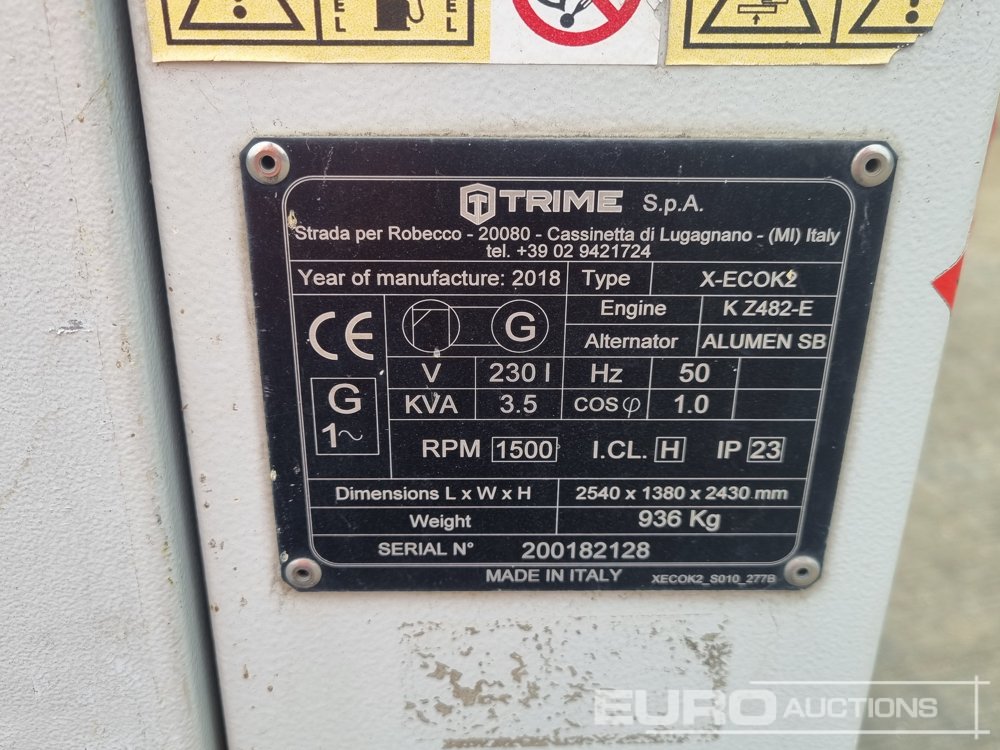 TRIME S.p.A.
Strada per Robecco - 20080 - Cassinetta di Lugagnano - (MI) Italy
tel. +39 02 9421724
Year of manufacture: 2018 Type X-ECOK2
CE G Engine K Z482-E
Alternator ALUMEN SB
V 230 I Hz 50
G KVA 3.5 COS φ 1.0
1~ RPM 1500 I.CL. H IP 23
Dimensions L x W x H 2540 x 1380 x 2430 mm
Weight 936 Kg
SERIAL N° 200182128
MADE IN ITALY XECOK2_S010_277B
EURO AUCTIONS